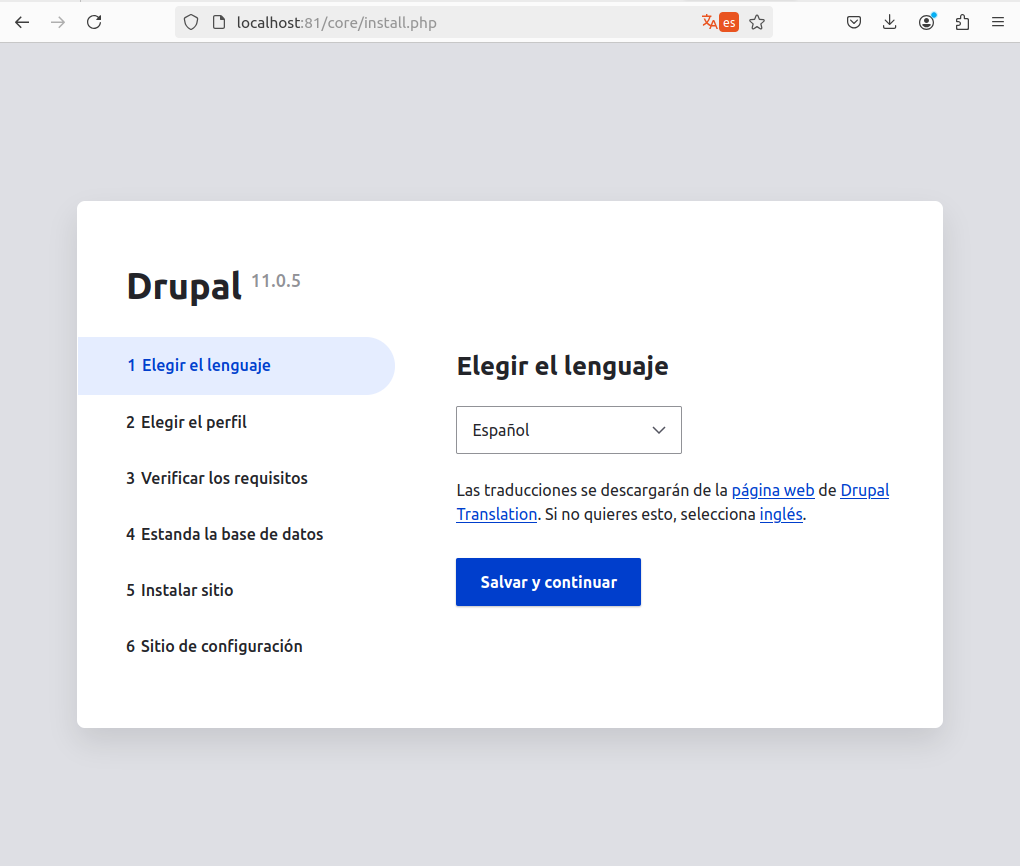 localhost:81/core/install.php
es
Drupal 11.0.5
1 Elegir el lenguaje
2 Elegir el perfil
3 Verificar los requisitos
4 Estanda la base de datos
5 Instalar sitio
6 Sitio de configuración
Elegir el lenguaje
Español
Las traducciones se descargarán de la página web de Drupal
Translation. Si no quieres esto, selecciona inglés.
Salvar y continuar